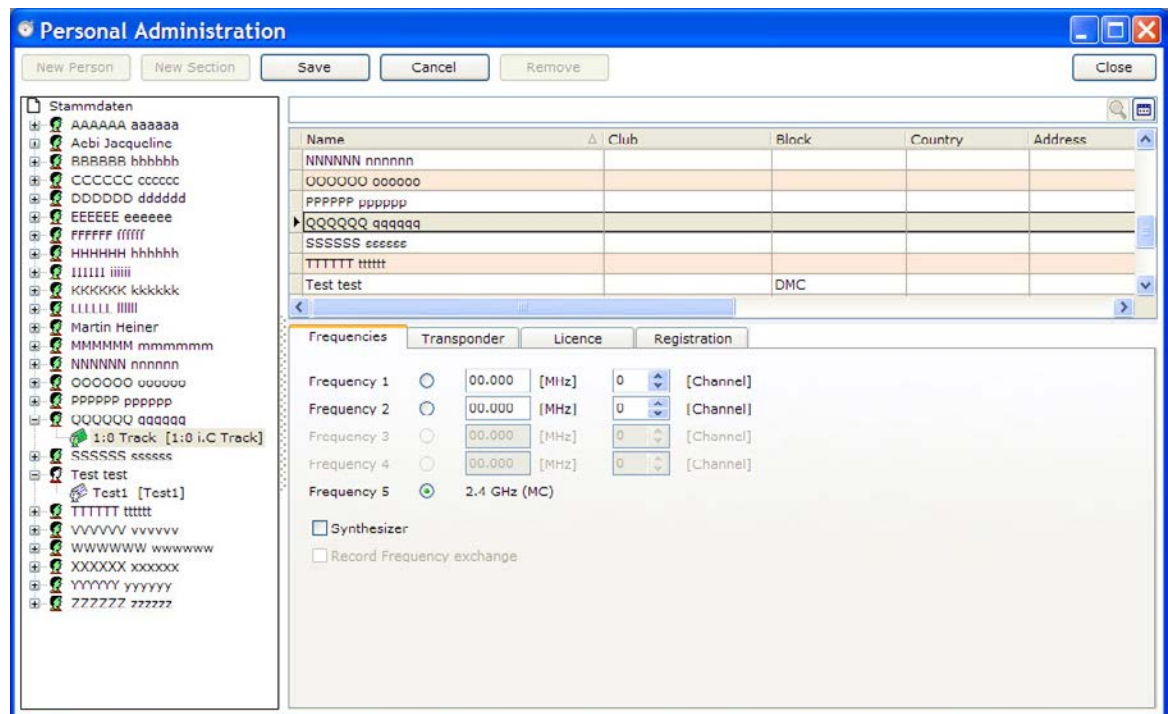 Personal Administration
New Person New Section Save Cancel Remove Close
Stammdaten
AAAAAA aaaaaa
Aebi Jacqueline
BBBBBB bbbbbb
CCCCCC cccccc
DDDDDD dddddd
EEEEEE eeeeee
FFFFFF ffffff
HHHHHH hhhhhh
IIIIII iiiiii
KKKKKK kkkkkk
LLLLLL llllll
Martin Heiner
MMMMMM mmmmmm
NNNNNN nnnnnn
OOOOOO oooooo
PPPPPP pppppp
QQQQQQ qqqqqq
1:8 Track [1:8 i.C Track]
SSSSSS ssssss
Test test
Test1 [Test1]
TTTTTT tttttt
VVVVVV vvvvvv
WWWWWW wwwwww
XXXXXX xxxxxx
YYYYYY yyyyyy
ZZZZZZ zzzzzz
Name Club Block Country Address
NNNNNN nnnnnn
OOOOOO oooooo
PPPPPP pppppp
QQQQQQ qqqqqq
SSSSSS ssssss
TTTTTT tttttt
Test test DMC
Frequencies Transponder Licence Registration
Frequency 1 00.000 [MHz] 0 [Channel]
Frequency 2 00.000 [MHz] 0 [Channel]
Frequency 3 00.000 [MHz] 0 [Channel]
Frequency 4 00.000 [MHz] 0 [Channel]
Frequency 5 2.4 GHz (MC)
Synthesizer
Record Frequency exchange